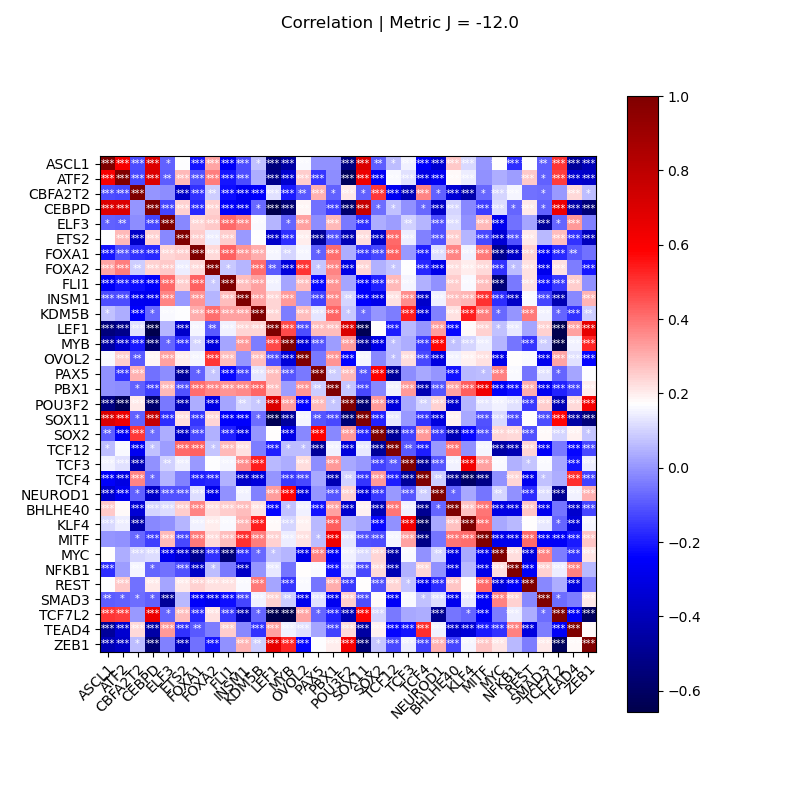 Correlation | Metric J = -12.0
1.0
0.8
0.6
0.4
0.2
0.0
−0.2
−0.4
−0.6
ASCL1
ATF2
CBFA2T2
CEBPD
ELF3
ETS2
FOXA1
FOXA2
FLI1
INSM1
KDM5B
LEF1
MYB
OVOL2
PAX5
PBX1
POU3F2
SOX11
SOX2
TCF12
TCF3
TCF4
NEUROD1
BHLHE40
KLF4
MITF
MYC
NFKB1
REST
SMAD3
TCF7L2
TEAD4
ZEB1
ASCL1
ATF2
CBFA2T2
CEBPD
ELF3
ETS2
FOXA1
FOXA2
FLI1
INSM1
KDM5B
LEF1
MYB
OVOL2
PAX5
PBX1
POU3F2
SOX11
SOX2
TCF12
TCF3
TCF4
NEUROD1
BHLHE40
KLF4
MITF
MYC
NFKB1
REST
SMAD3
TCF7L2
TEAD4
ZEB1